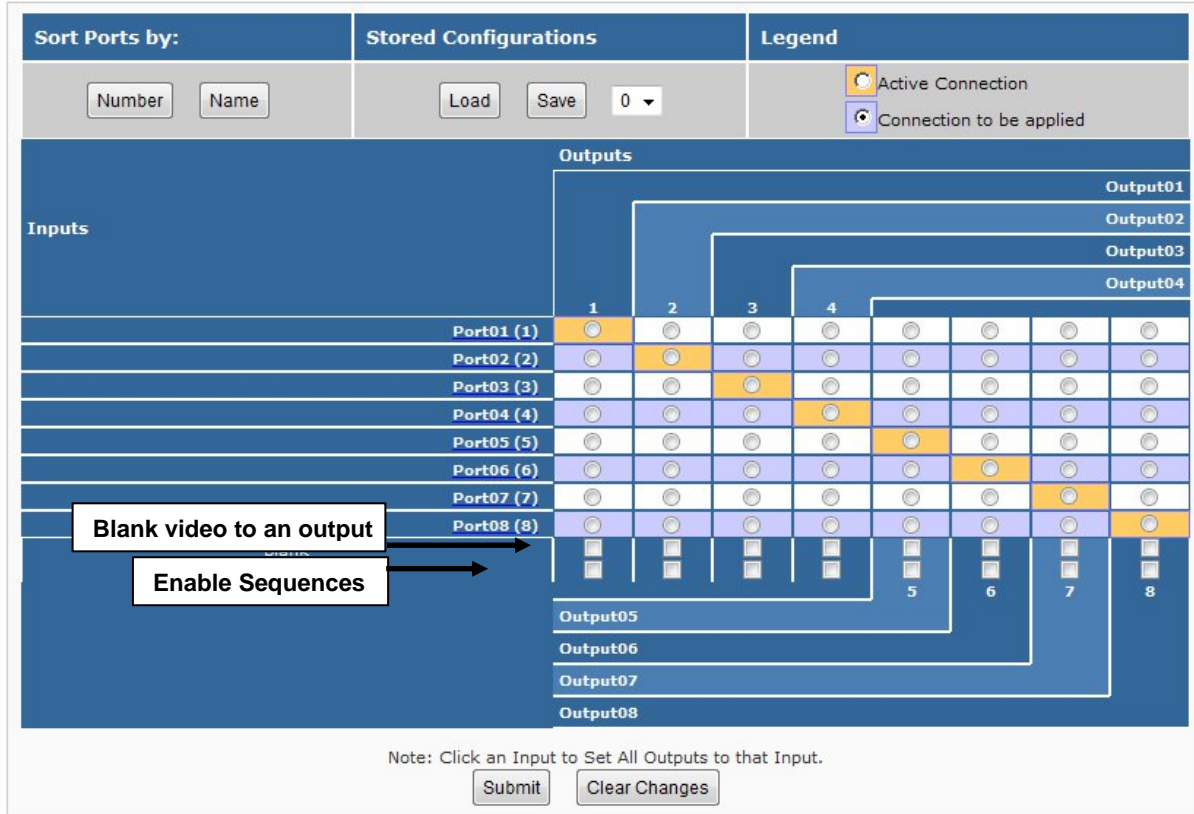 Sort Ports by:
Stored Configurations
Legend
Number
Name
Load
Save
0
Active Connection
Connection to be applied
Outputs
Inputs
Output01
Output02
Output03
Output04
1 2 3 4
Port01 (1)
Port02 (2)
Port03 (3)
Port04 (4)
Port05 (5)
Port06 (6)
Port07 (7)
Port08 (8)
Blank video to an output
Blank
Enable Sequences
5 6 7 8
Output05
Output06
Output07
Output08
Note: Click an Input to Set All Outputs to that Input.
Submit
Clear Changes